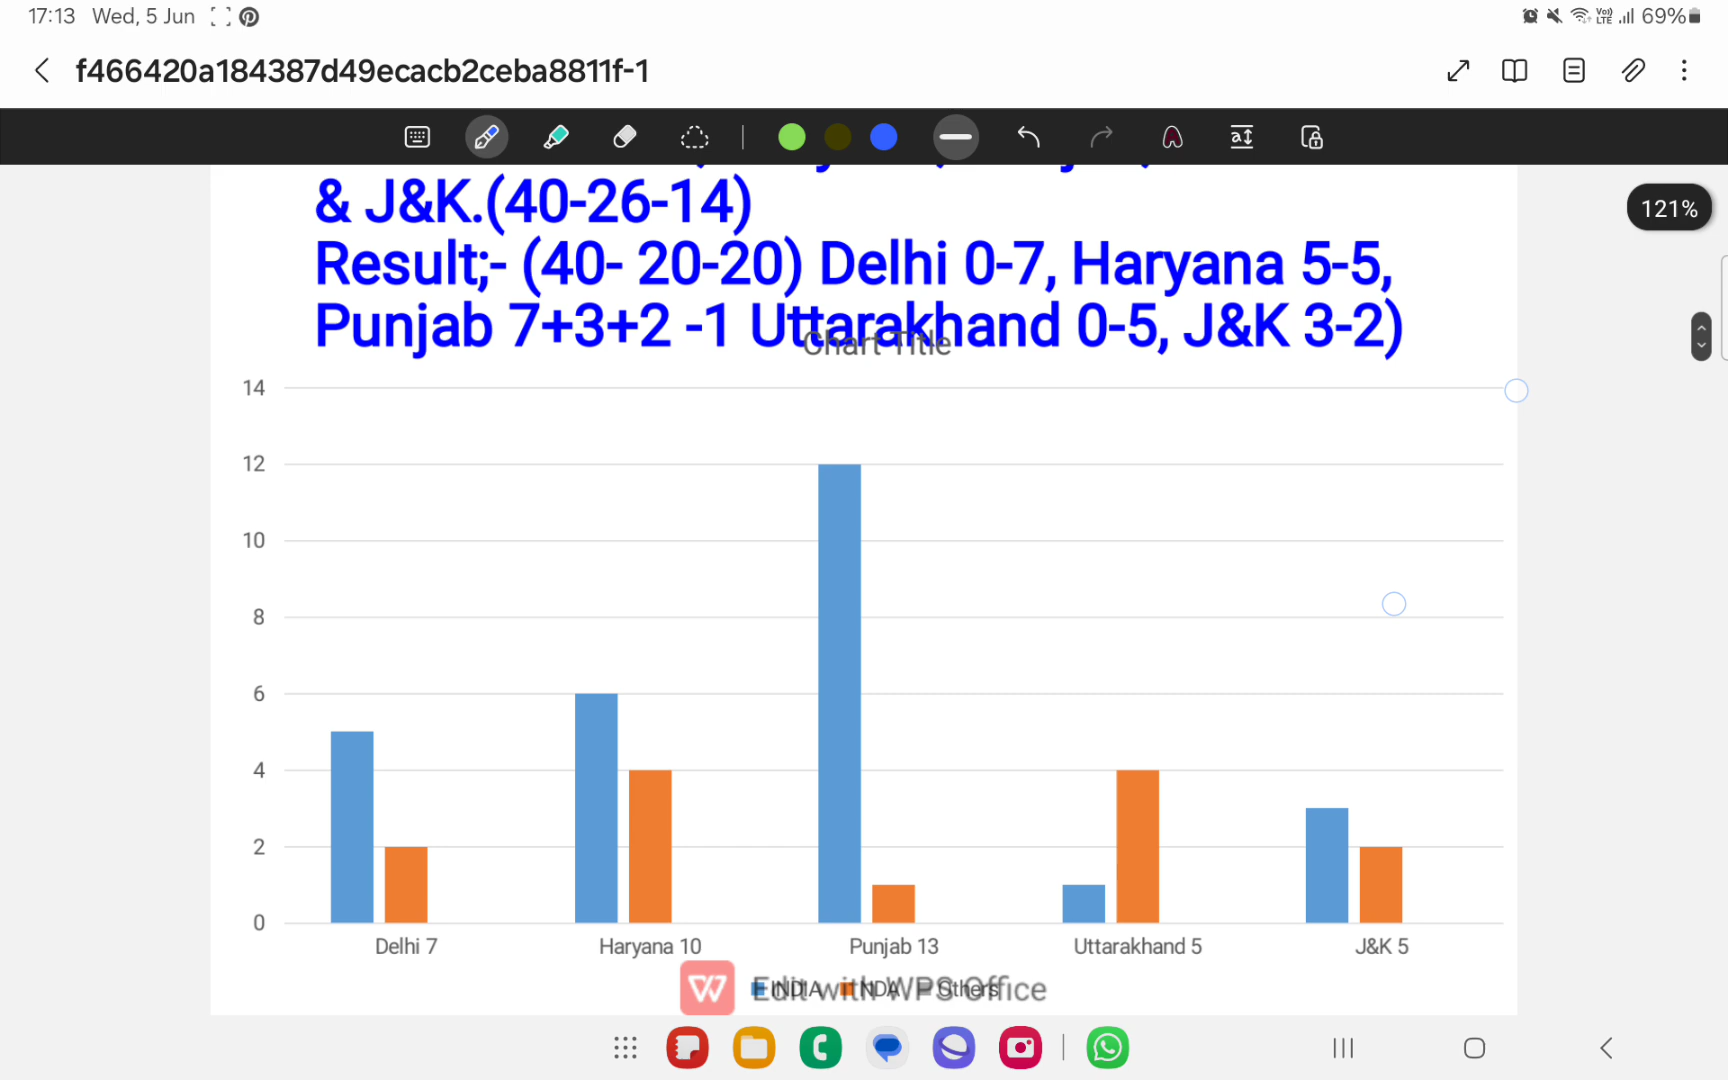 17:13 Wed, 5 Jun
Vo)) LTE 69%
f466420a184387d49ecacb2ceba8811f-1
121%
& J&K.(40-26-14)
Result;- (40- 20-20) Delhi 0-7, Haryana 5-5,
Punjab 7+3+2 -1 Uttarakhand 0-5, J&K 3-2)
Chart Title
14
12
10
8
6
4
2
0
Delhi 7 Haryana 10 Punjab 13 Uttarakhand 5 J&K 5
INDIA NDA Others
Edit with WPS Office